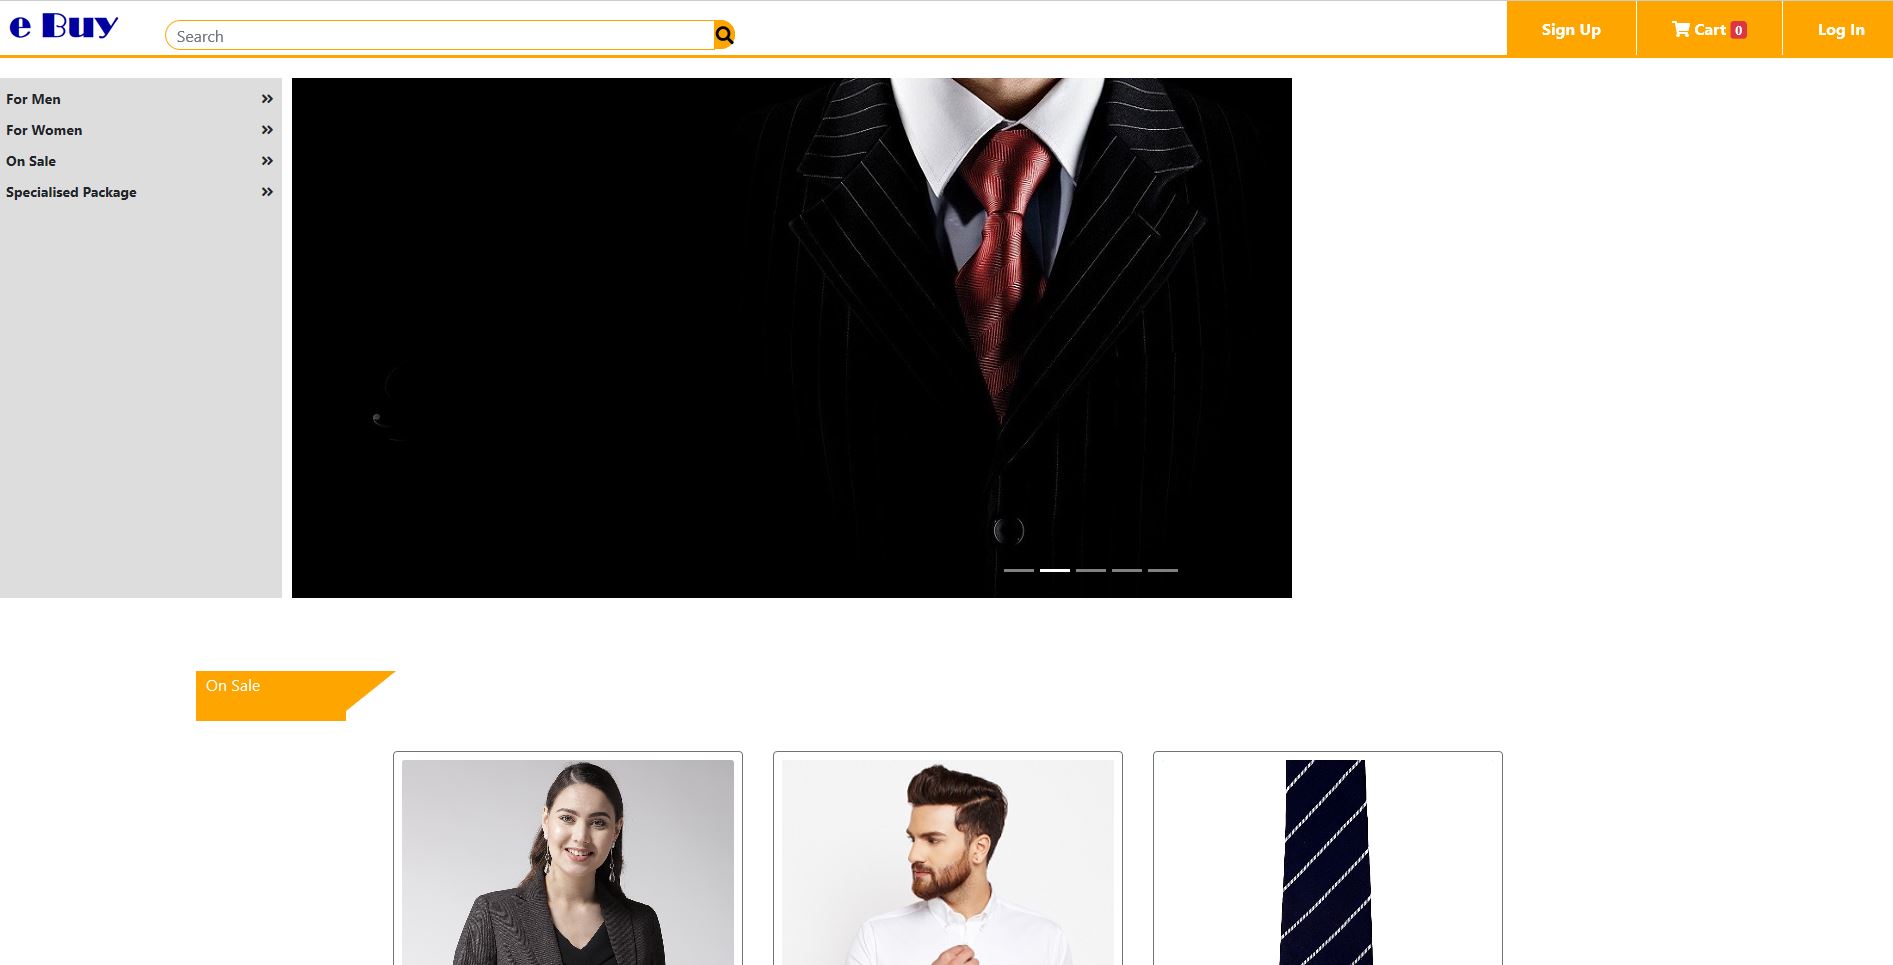 e Buy
Search
Sign Up
Cart 0
Log In
For Men
For Women
On Sale
Specialised Package
On Sale